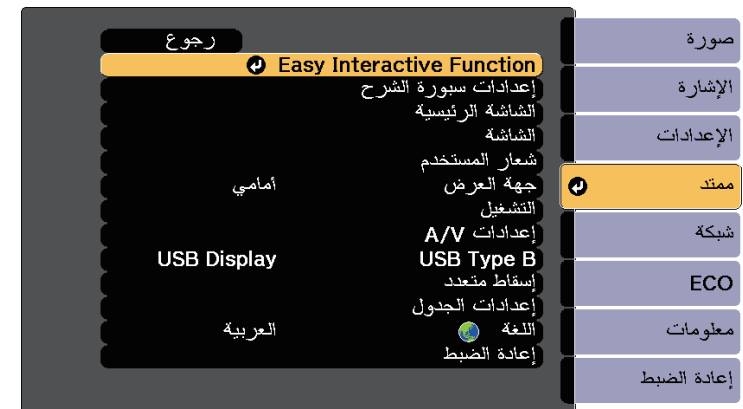 صورة
الإشارة
الإعدادات
ممتد
شبكة
ECO
معلومات
إعادة الضبط
رجوع
Easy Interactive Function
إعدادات سبورة الشرح
الشاشة الرئيسية
الشاشة
شعار المستخدم
جهة العرض أمامي
التشغيل
إعدادات A/V
USB Type B USB Display
إسقاط متعدد
إعدادات الجدول
اللغة العربية
إعادة الضبط